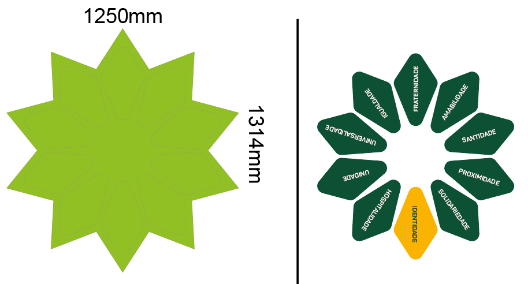 1250mm
1314mm
FRATERNIDADE
AMABILIDADE
SANTIDADE
PROXIMIDADE
SOLIDARIEDADE
IDENTIDADE
HOSPITALIDADE
UNIDADE
UNIVERSALIDADE
IGUALDADE